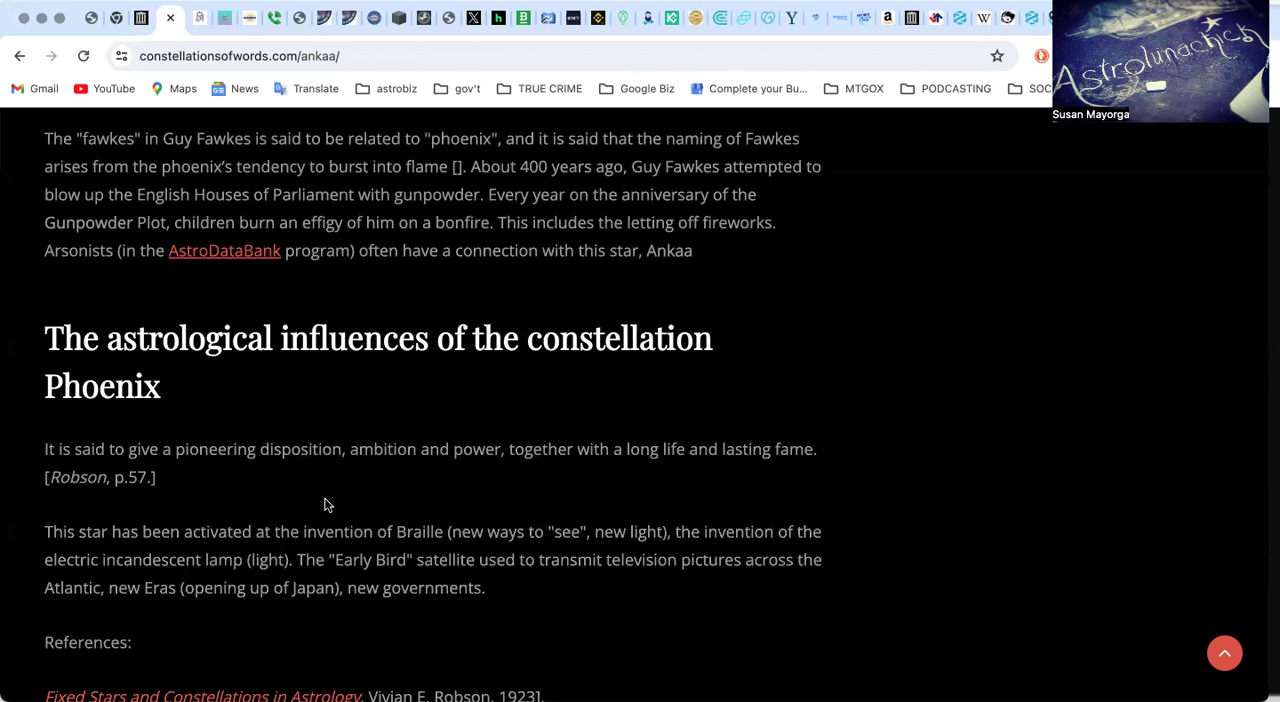 constellationsofwords.com/ankaa/
Gmail YouTube Maps News Translate astrobiz gov't TRUE CRIME Google Biz Complete your Bu... MTGOX PODCASTING SOC
Astrolunachick
Susan Mayorga
The "fawkes" in Guy Fawkes is said to be related to "phoenix", and it is said that the naming of Fawkes
arises from the phoenix's tendency to burst into flame []. About 400 years ago, Guy Fawkes attempted to
blow up the English Houses of Parliament with gunpowder. Every year on the anniversary of the
Gunpowder Plot, children burn an effigy of him on a bonfire. This includes the letting off fireworks.
Arsonists (in the AstroDataBank program) often have a connection with this star, Ankaa
The astrological influences of the constellation
Phoenix
It is said to give a pioneering disposition, ambition and power, together with a long life and lasting fame.
[Robson, p.57.]
This star has been activated at the invention of Braille (new ways to "see", new light), the invention of the
electric incandescent lamp (light). The "Early Bird" satellite used to transmit television pictures across the
Atlantic, new Eras (opening up of Japan), new governments.
References:
Fixed Stars and Constellations in Astrology, Vivian E. Robson, 1923].